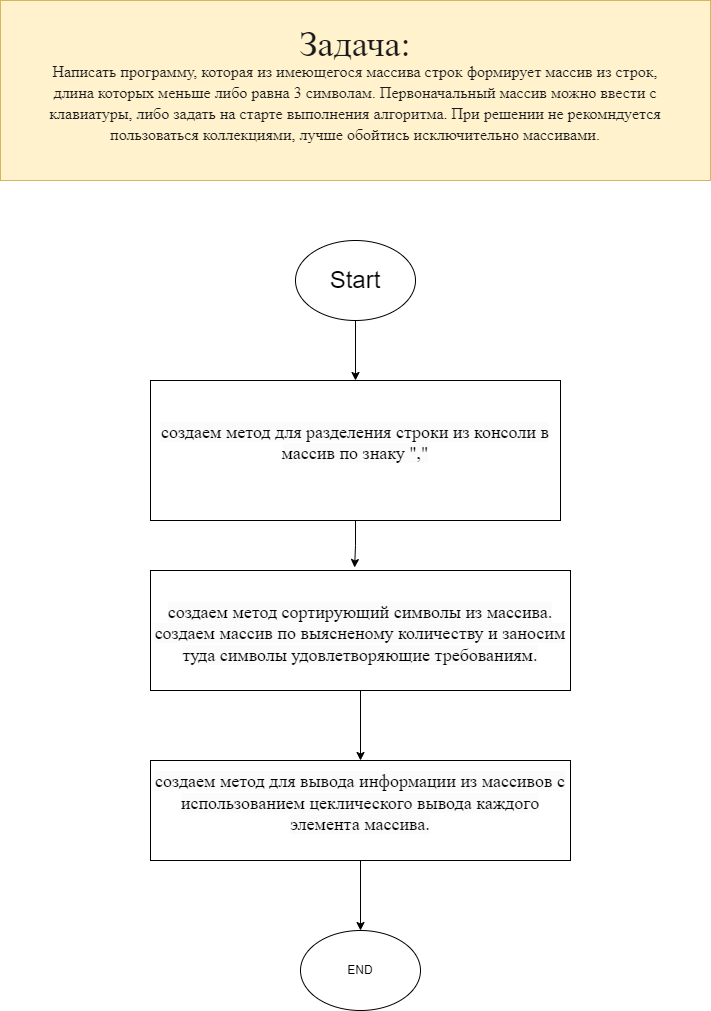 Задача:
Написать программу, которая из имеющегося массива строк формирует массив из строк,
длина которых меньше либо равна 3 символам. Первоначальный массив можно ввести с
клавиатуры, либо задать на старте выполнения алгоритма. При решении не рекомндуется
пользоваться коллекциями, лучше обойтись исключительно массивами.
Start
создаем метод для разделения строки из консоли в
массив по знаку ","
создаем метод сортирующий символы из массива.
создаем массив по выясненому количеству и заносим
туда символы удовлетворяющие требованиям.
создаем метод для вывода информации из массивов с
использованием цеклического вывода каждого
элемента массива.
END